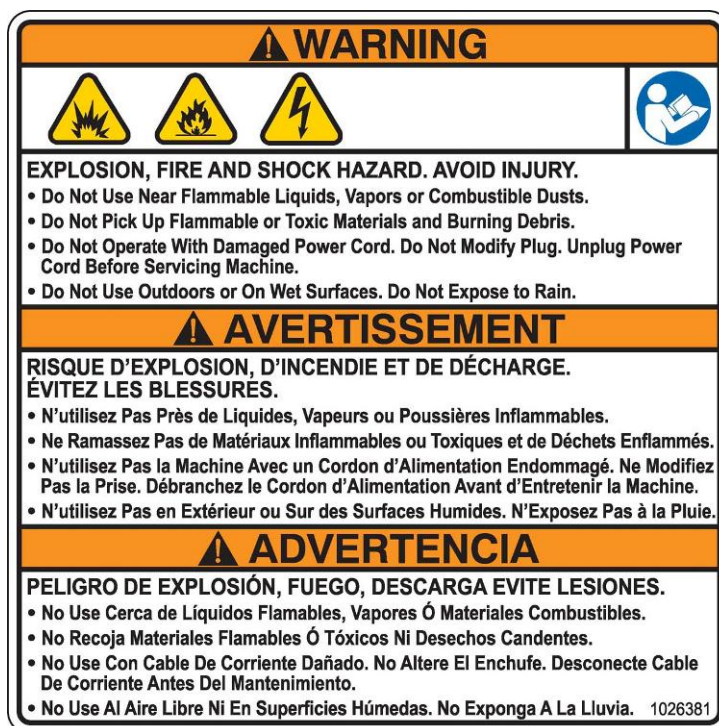 WARNING
EXPLOSION, FIRE AND SHOCK HAZARD. AVOID INJURY.
• Do Not Use Near Flammable Liquids, Vapors or Combustible Dusts.
• Do Not Pick Up Flammable or Toxic Materials and Burning Debris.
• Do Not Operate With Damaged Power Cord. Do Not Modify Plug. Unplug Power
Cord Before Servicing Machine.
• Do Not Use Outdoors or On Wet Surfaces. Do Not Expose to Rain.
AVERTISSEMENT
RISQUE D’EXPLOSION, D’INCENDIE ET DE DÉCHARGE.
ÉVITEZ LES BLESSURES.
• N’utilisez Pas Près de Liquides, Vapeurs ou Poussières Inflammables.
• Ne Ramassez Pas de Matériaux Inflammables ou Toxiques et de Déchets Enflammés.
• N’utilisez Pas la Machine Avec un Cordon d’Alimentation Endommagé. Ne Modifiez
Pas la Prise. Débranchez le Cordon d’Alimentation Avant d’Entretenir la Machine.
• N’utilisez Pas en Extérieur ou Sur des Surfaces Humides. N’Exposez Pas à la Pluie.
ADVERTENCIA
PELIGRO DE EXPLOSIÓN, FUEGO, DESCARGA EVITE LESIONES.
• No Use Cerca de Líquidos Flamables, Vapores Ó Materiales Combustibles.
• No Recoja Materiales Flamables Ó Tóxicos Ni Desechos Candentes.
• No Use Con Cable De Corriente Dañado. No Altere El Enchufe. Desconecte Cable
De Corriente Antes Del Mantenimiento.
• No Use Al Aire Libre Ni En Superficies Húmedas. No Exponga A La Lluvia. 1026381